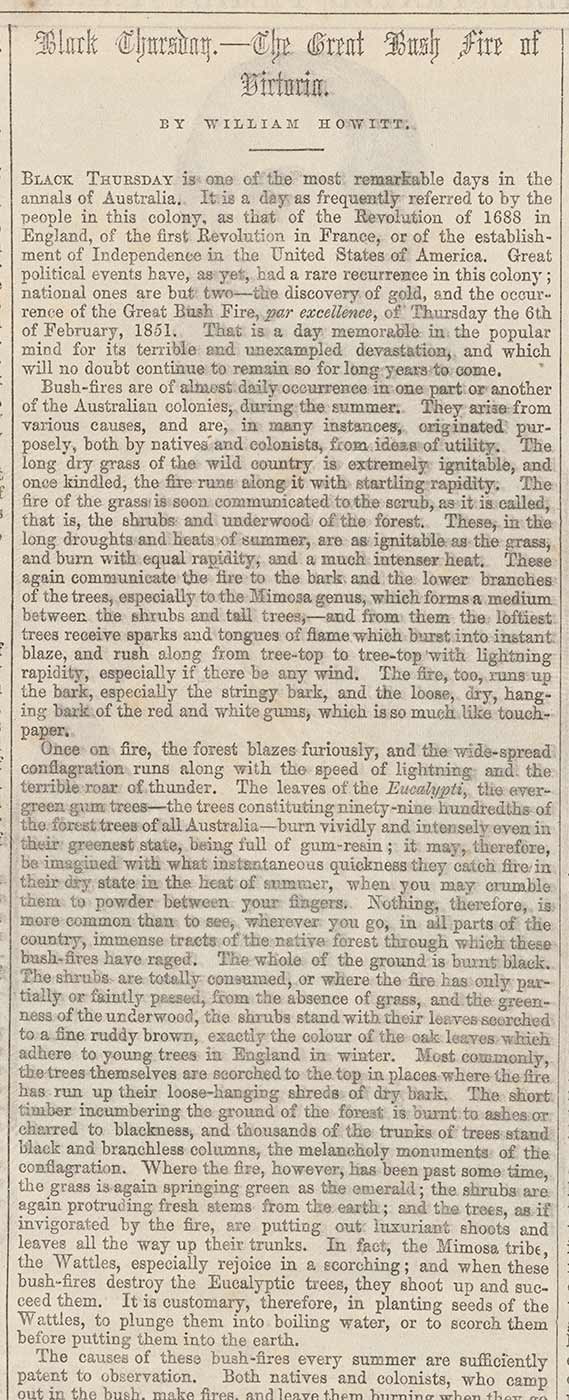 Black Thursday.—The Great Bush Fire of
Victoria.
BY WILLIAM HOWITT.
BLACK THURSDAY is one of the most remarkable days in the
annals of Australia. It is a day as frequently referred to by the
people in this colony, as that of the Revolution of 1688 in
England, of the first Revolution in France, or of the establish-
ment of Independence in the United States of America. Great
political events have, as yet, had a rare recurrence in this colony;
national ones are but two—the discovery of gold, and the occur-
rence of the Great Bush Fire, par excellence, of Thursday the 6th
of February, 1851. That is a day memorable in the popular
mind for its terrible and unexampled devastation, and which
will no doubt continue to remain so for long years to come.
Bush-fires are of almost daily occurrence in one part or another
of the Australian colonies, during the summer. They arise from
various causes, and are, in many instances, originated pur-
posely, both by natives and colonists, from ideas of utility. The
long dry grass of the wild country is extremely ignitable, and
once kindled, the fire runs along it with startling rapidity. The
fire of the grass is soon communicated to the scrub, as it is called,
that is, the shrubs and underwood of the forest. These, in the
long droughts and heats of summer, are as ignitable as the grass,
and burn with equal rapidity, and a much intenser heat. These
again communicate the fire to the bark and the lower branches
of the trees, especially to the Mimosa genus, which forms a medium
between the shrubs and tall trees,—and from them the loftiest
trees receive sparks and tongues of flame which burst into instant
blaze, and rush along from tree-top to tree-top with lightning
rapidity, especially if there be any wind. The fire, too, runs up
the bark, especially the stringy bark, and the loose, dry, hang-
ing bark of the red and white gums, which is so much like touch-
paper.
Once on fire, the forest blazes furiously, and the wide-spread
conflagration runs along with the speed of lightning and the
terrible roar of thunder. The leaves of the Eucalypti, the ever-
green gum trees—the trees constituting ninety-nine hundredths of
the forest trees of all Australia—burn vividly and intensely even in
their greenest state, being full of gum-resin; it may, therefore,
be imagined with what instantaneous quickness they catch fire in
their dry state in the heat of summer, when you may crumble
them to powder between your fingers. Nothing, therefore, is
more common than to see, wherever you go, in all parts of the
country, immense tracts of the native forest through which these
bush-fires have raged. The whole of the ground is burnt black.
The shrubs are totally consumed, or where the fire has only par-
tially or faintly passed, from the absence of grass, and the green-
ness of the underwood, the shrubs stand with their leaves scorched
to a fine ruddy brown, exactly the colour of the oak leaves which
adhere to young trees in England in winter. Most commonly,
the trees themselves are scorched to the top in places where the fire
has run up their loose-hanging shreds of dry bark. The short
timber incumbering the ground of the forest is burnt to ashes or
charred to blackness, and thousands of the trunks of trees stand
black and branchless columns, the melancholy monuments of the
conflagration. Where the fire, however, has been past some time,
the grass is again springing green as the emerald; the shrubs are
again protruding fresh stems from the earth; and the trees, as if
invigorated by the fire, are putting out luxuriant shoots and
leaves all the way up their trunks. In fact, the Mimosa tribe,
the Wattles, especially rejoice in a scorching; and when these
bush-fires destroy the Eucalyptic trees, they shoot up and suc-
ceed them. It is customary, therefore, in planting seeds of the
Wattles, to plunge them into boiling water, or to scorch them
before putting them into the earth.
The causes of these bush-fires every summer are sufficiently
patent to observation. Both natives and colonists, who camp
out in the bush, make fires, and leave them burning when they go